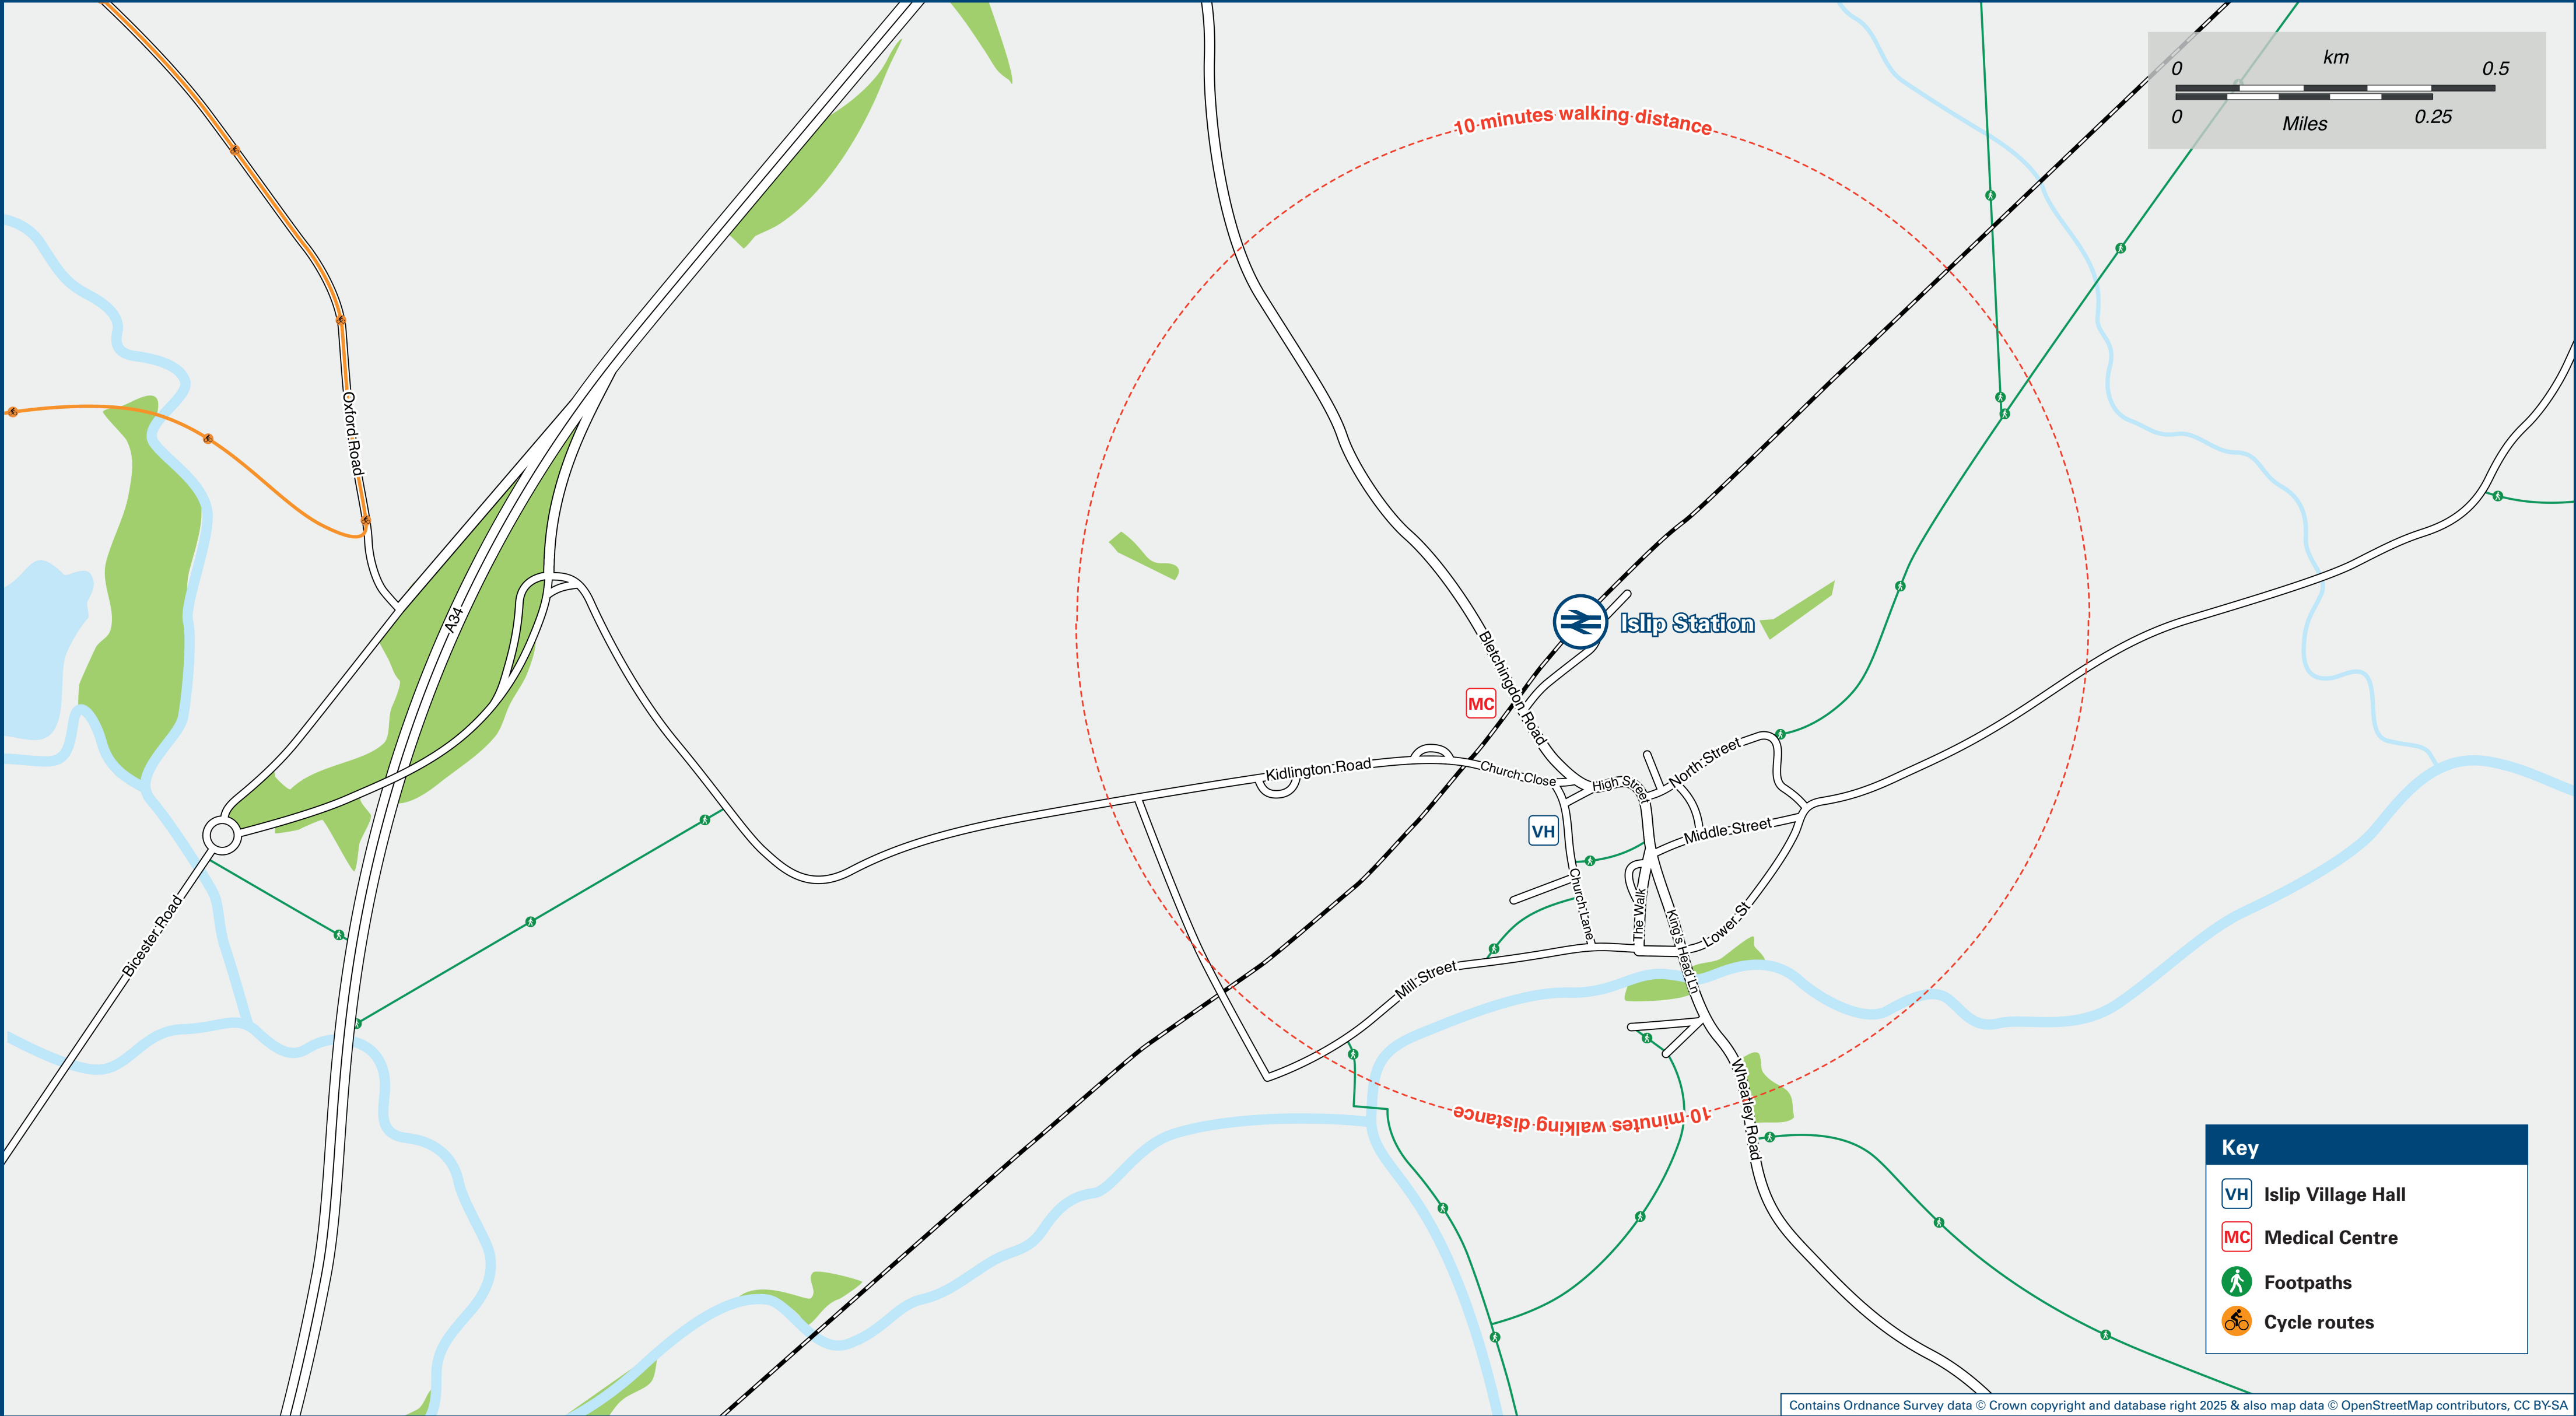 km
0 0.5
0 Miles 0.25
10 minutes walking distance
Oxford Road
A34
Bletchingdon Road
Islip Station
MC
Kidlington Road
Church Close
High Street
North Street
VH
Middle Street
Church Lane
The Walk
King's Head Ln
Lower St
Bicester Road
Mill Street
Wheatley Road
10 minutes walking distance
Key
VH Islip Village Hall
MC Medical Centre
Footpaths
Cycle routes
Contains Ordnance Survey data © Crown copyright and database right 2025 & also map data © OpenStreetMap contributors, CC BY-SA